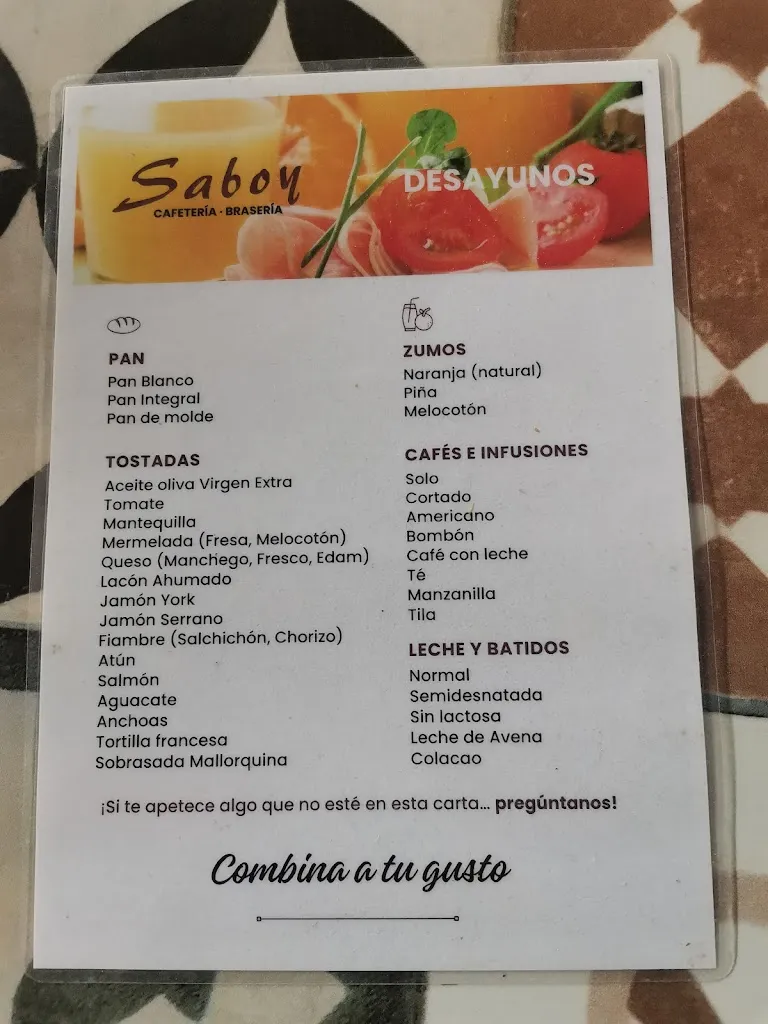 Saboy
CAFETERÍA · BRASERÍA
DESAYUNOS
PAN
Pan Blanco
Pan Integral
Pan de molde
TOSTADAS
Aceite oliva Virgen Extra
Tomate
Mantequilla
Mermelada (Fresa, Melocotón)
Queso (Manchego, Fresco, Edam)
Lacón Ahumado
Jamón York
Jamón Serrano
Fiambre (Salchichón, Chorizo)
Atún
Salmón
Aguacate
Anchoas
Tortilla francesa
Sobrasada Mallorquina
ZUMOS
Naranja (natural)
Piña
Melocotón
CAFÉS E INFUSIONES
Solo
Cortado
Americano
Bombón
Café con leche
Té
Manzanilla
Tila
LECHE Y BATIDOS
Normal
Semidesnatada
Sin lactosa
Leche de Avena
Colacao
¡Si te apetece algo que no esté en esta carta... pregúntanos!
Combina a tu gusto